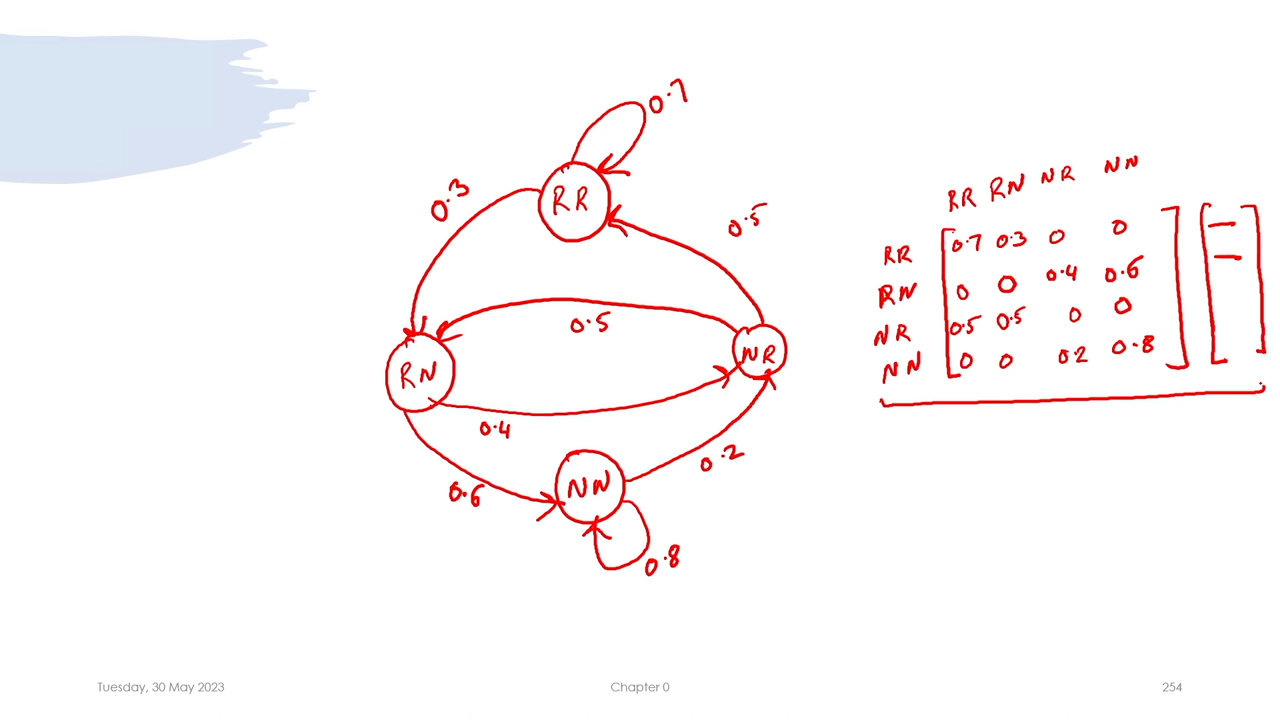 0.7
RR
0.3
0.5
0.5
RN
NR
0.4
0.2
0.6
NN
0.8
RR RN NR NN
RR 0.7 0.3 0 0
RN 0 0 0.4 0.6
NR 0.5 0.5 0 0
NN 0 0 0.2 0.8
Tuesday, 30 May 2023
Chapter 0
254